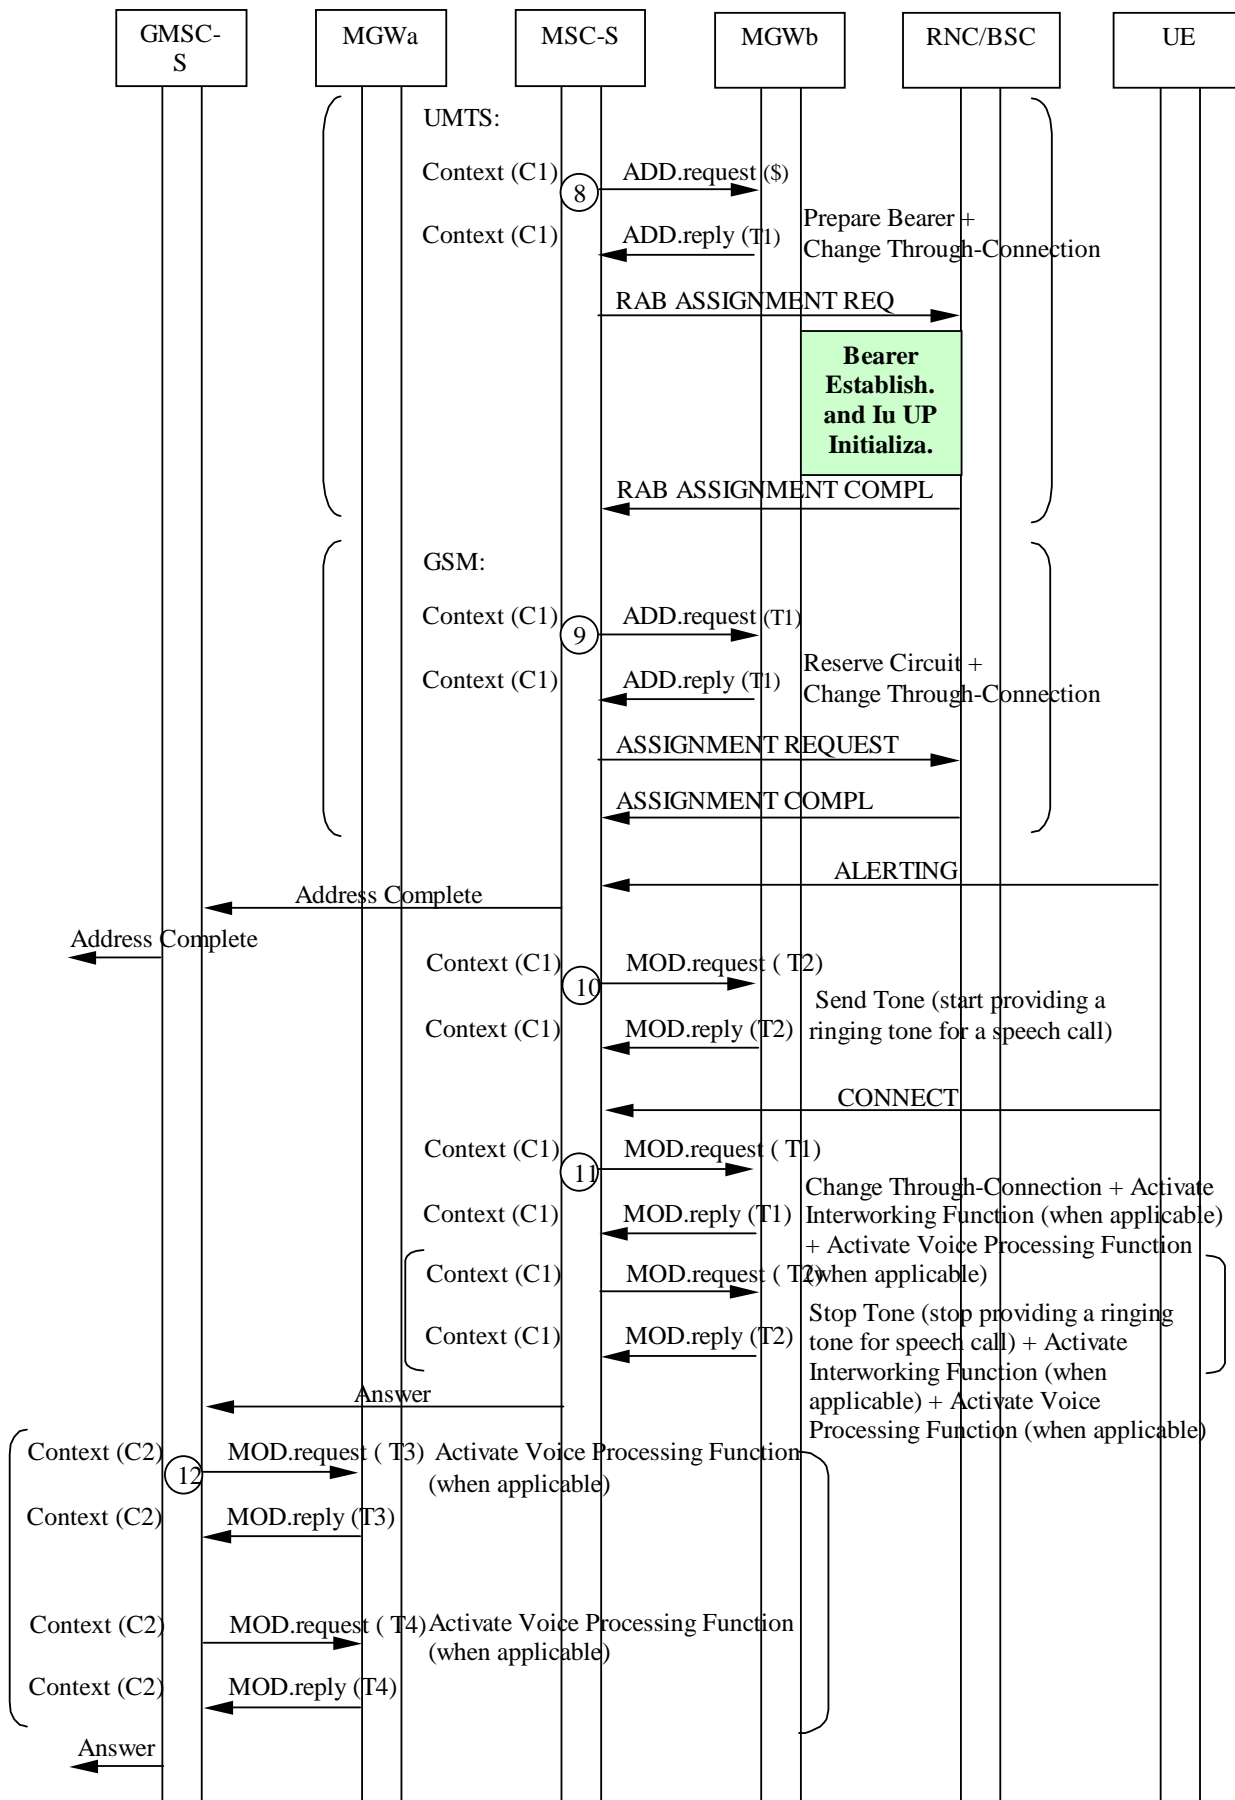 GMSC-
S
MGWa
MSC-S
MGWb
RNC/BSC
UE
UMTS:
Context (C1)
8
ADD.request ($)
Context (C1)
ADD.reply (T1)
Prepare Bearer +
Change Through-Connection
RAB ASSIGNMENT REQ
Bearer
Establish.
and Iu UP
Initializa.
RAB ASSIGNMENT COMPL
GSM:
Context (C1)
9
ADD.request (T1)
Context (C1)
ADD.reply (T1)
Reserve Circuit +
Change Through-Connection
ASSIGNMENT REQUEST
ASSIGNMENT COMPL
ALERTING
Address Complete
Address Complete
Context (C1)
10
MOD.request ( T2)
Context (C1)
MOD.reply (T2)
Send Tone (start providing a
ringing tone for a speech call)
CONNECT
Context (C1)
11
MOD.request ( T1)
Context (C1)
MOD.reply (T1)
Change Through-Connection + Activate
Interworking Function (when applicable)
+ Activate Voice Processing Function
(when applicable)
Context (C1)
MOD.request ( T2)
Context (C1)
MOD.reply (T2)
Stop Tone (stop providing a ringing
tone for speech call) + Activate
Interworking Function (when
applicable) + Activate Voice
Processing Function (when applicable)
Answer
Context (C2)
12
MOD.request ( T3)
Activate Voice Processing Function
(when applicable)
Context (C2)
MOD.reply (T3)
Context (C2)
MOD.request ( T4)
Activate Voice Processing Function
(when applicable)
Context (C2)
MOD.reply (T4)
Answer